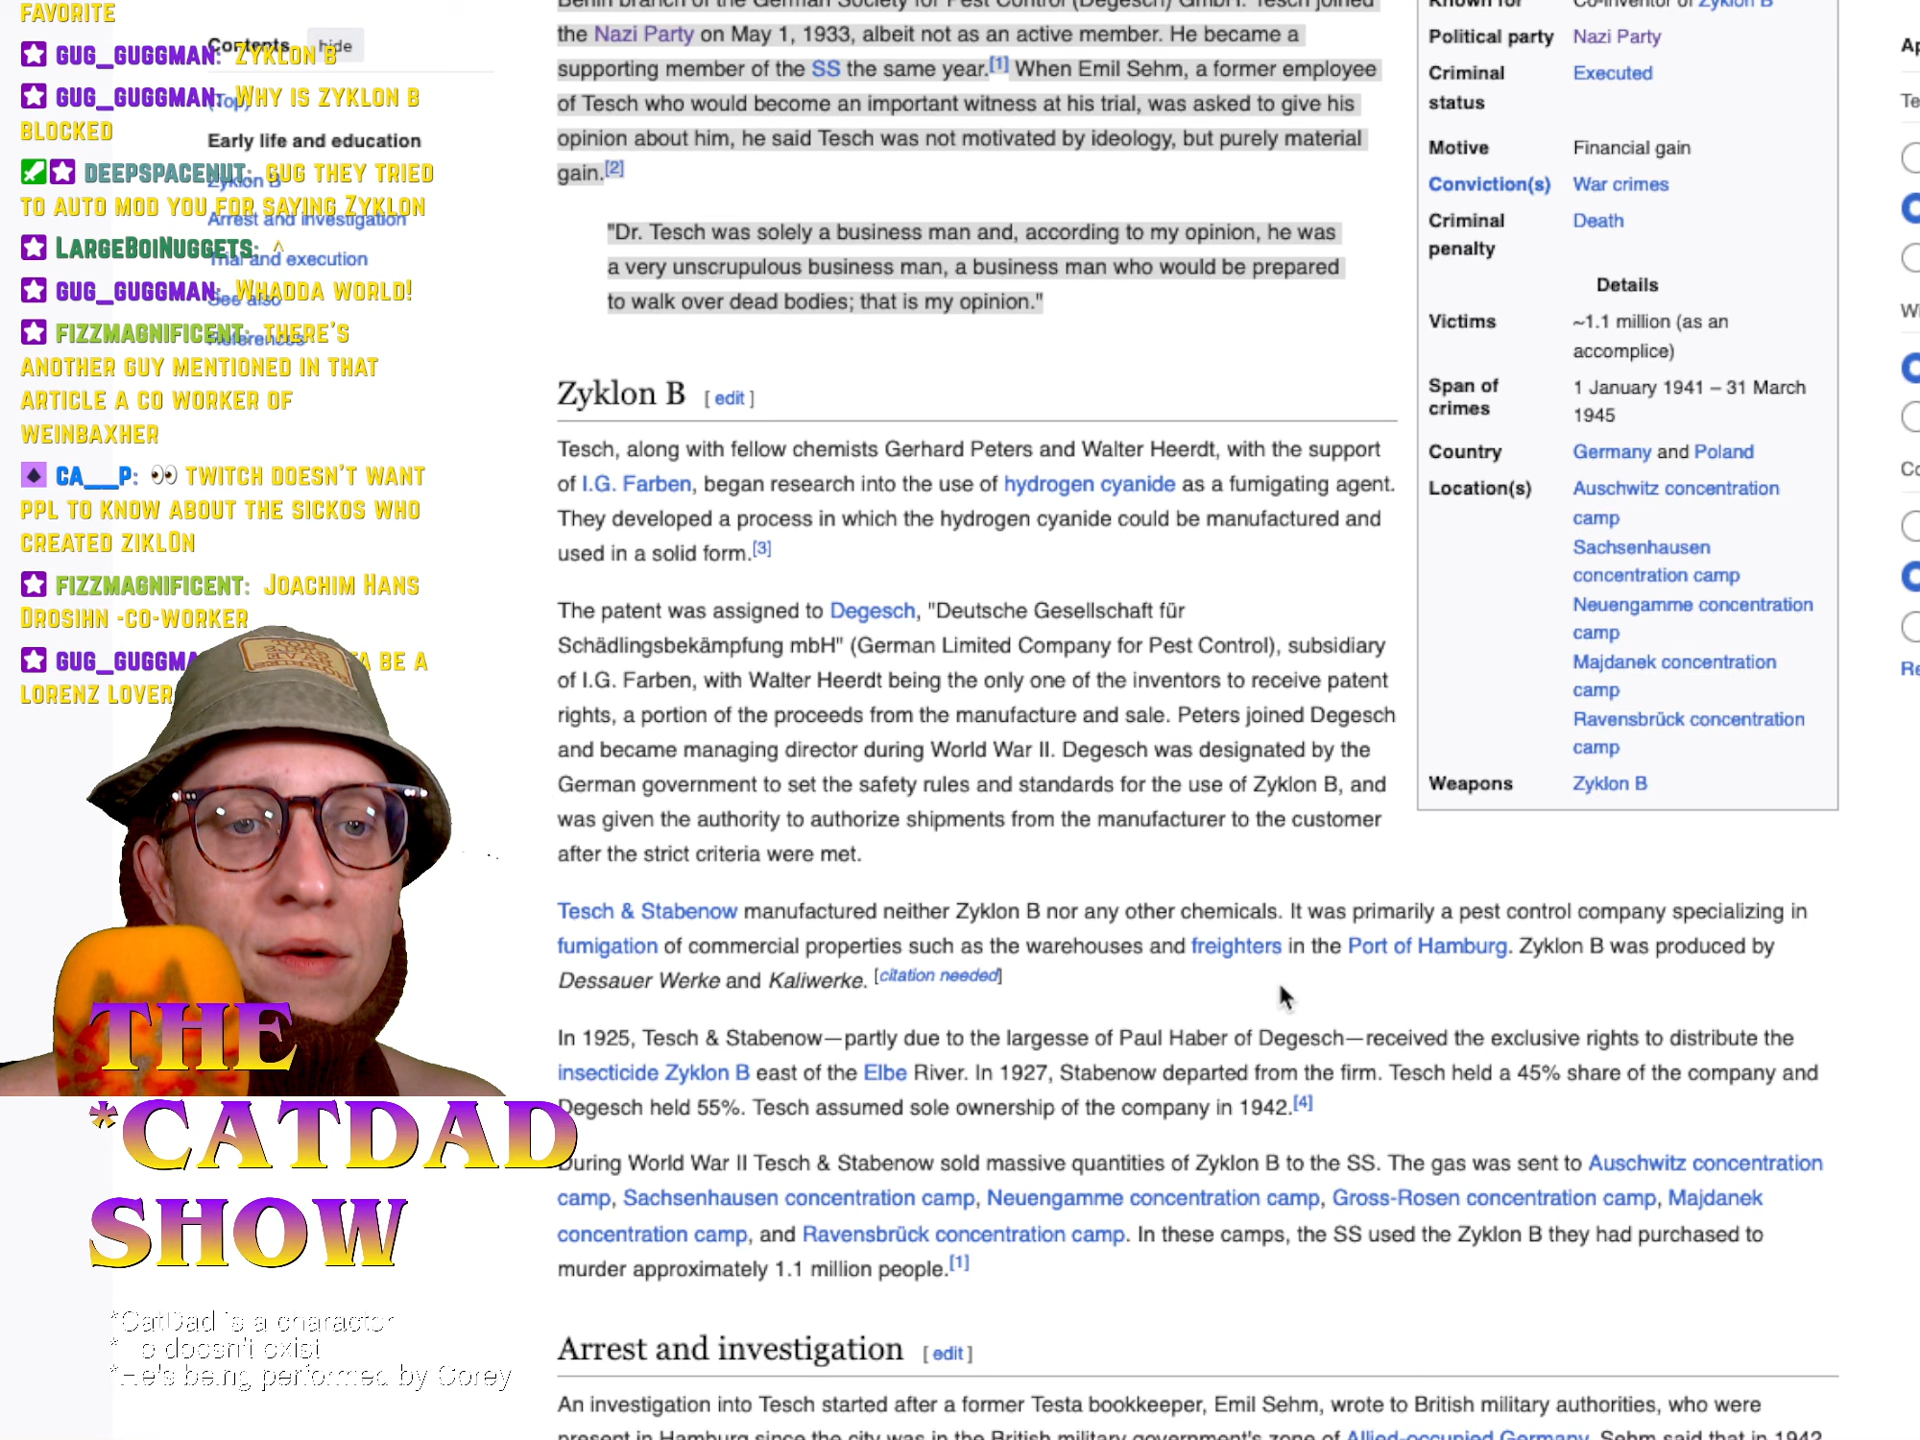 FAVORITE
GUG_GUGGMAN: ZYKLON B
GUG_GUGGMAN: WHY IS ZYKLON B
BLOCKED
DEEPSPACENUT: GUG THEY TRIED
TO AUTO MOD YOU FOR SAYING ZYKLON
LARGEBOINUGGETS: ^
GUG_GUGGMAN: WHADDA WORLD!
FIZZMAGNIFICENT: THERE'S
ANOTHER GUY MENTIONED IN THAT
ARTICLE A CO WORKER OF
WEINBAXHER
CA__P: 👀 TWITCH DOESN'T WANT
PPL TO KNOW ABOUT THE SICKOS WHO
CREATED ZIKL0N
FIZZMAGNIFICENT: JOACHIM HANS
DROSIHN -CO-WORKER
GUG_GUGGMA
BE A
LORENZ LOVER
Contents hide
(Top)
Early life and education
Zyklon B
Arrest and investigation
Trial and execution
See also
References
THE
*CATDAD
SHOW
*CatDad is a character
doesn't exist
*He's being performed by Corey
Berlin branch of the German Society for Pest Control (Degesch) GmbH. Tesch joined
the Nazi Party on May 1, 1933, albeit not as an active member. He became a
supporting member of the SS the same year.[1] When Emil Sehm, a former employee
of Tesch who would become an important witness at his trial, was asked to give his
opinion about him, he said Tesch was not motivated by ideology, but purely material
gain.[2]
"Dr. Tesch was solely a business man and, according to my opinion, he was
a very unscrupulous business man, a business man who would be prepared
to walk over dead bodies; that is my opinion."
Zyklon B [ edit ]
Tesch, along with fellow chemists Gerhard Peters and Walter Heerdt, with the support
of I.G. Farben, began research into the use of hydrogen cyanide as a fumigating agent.
They developed a process in which the hydrogen cyanide could be manufactured and
used in a solid form.[3]
The patent was assigned to Degesch, "Deutsche Gesellschaft für
Schädlingsbekämpfung mbH" (German Limited Company for Pest Control), subsidiary
of I.G. Farben, with Walter Heerdt being the only one of the inventors to receive patent
rights, a portion of the proceeds from the manufacture and sale. Peters joined Degesch
and became managing director during World War II. Degesch was designated by the
German government to set the safety rules and standards for the use of Zyklon B, and
was given the authority to authorize shipments from the manufacturer to the customer
after the strict criteria were met.
Tesch & Stabenow manufactured neither Zyklon B nor any other chemicals. It was primarily a pest control company specializing in
fumigation of commercial properties such as the warehouses and freighters in the Port of Hamburg. Zyklon B was produced by
Dessauer Werke and Kaliwerke. [citation needed]
In 1925, Tesch & Stabenow—partly due to the largesse of Paul Haber of Degesch—received the exclusive rights to distribute the
insecticide Zyklon B east of the Elbe River. In 1927, Stabenow departed from the firm. Tesch held a 45% share of the company and
Degesch held 55%. Tesch assumed sole ownership of the company in 1942.[4]
During World War II Tesch & Stabenow sold massive quantities of Zyklon B to the SS. The gas was sent to Auschwitz concentration
camp, Sachsenhausen concentration camp, Neuengamme concentration camp, Gross-Rosen concentration camp, Majdanek
concentration camp, and Ravensbrück concentration camp. In these camps, the SS used the Zyklon B they had purchased to
murder approximately 1.1 million people.[1]
Arrest and investigation [ edit ]
An investigation into Tesch started after a former Testa bookkeeper, Emil Sehm, wrote to British military authorities, who were
present in Hamburg since the city was in the British military government's zone of Allied-occupied Germany. Sehm said that in 1942
Known for Co-inventor of Zyklon B
Political party Nazi Party
Criminal status Executed
Motive Financial gain
Conviction(s) War crimes
Criminal penalty Death
Details
Victims ~1.1 million (as an
accomplice)
Span of crimes 1 January 1941 – 31 March
1945
Country Germany and Poland
Location(s) Auschwitz concentration
camp
Sachsenhausen
concentration camp
Neuengamme concentration
camp
Majdanek concentration
camp
Ravensbrück concentration
camp
Weapons Zyklon B